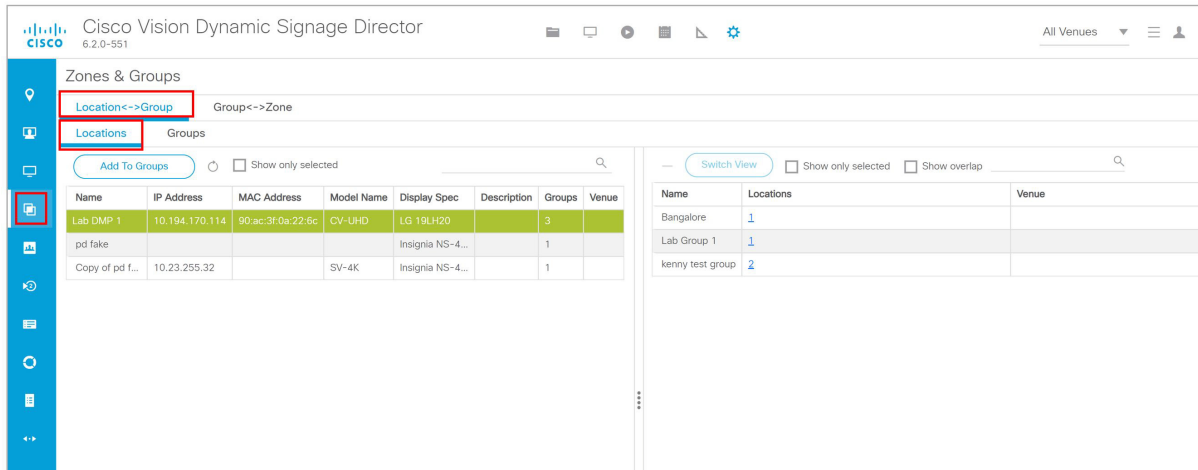 CISCO
Cisco Vision Dynamic Signage Director
6.2.0-551
All Venues
Zones & Groups
Location<->Group Group<->Zone
Locations Groups
Add To Groups Show only selected
Name IP Address MAC Address Model Name Display Spec Description Groups Venue
Lab DMP 1 10.194.170.114 90:ac:3f:0a:22:6c CV-UHD LG 19LH20 3
pd fake Insignia NS-4... 1
Copy of pd f... 10.23.255.32 SV-4K Insignia NS-4... 1
Switch View Show only selected Show overlap
Name Locations Venue
Bangalore 1
Lab Group 1 1
kenny test group 2